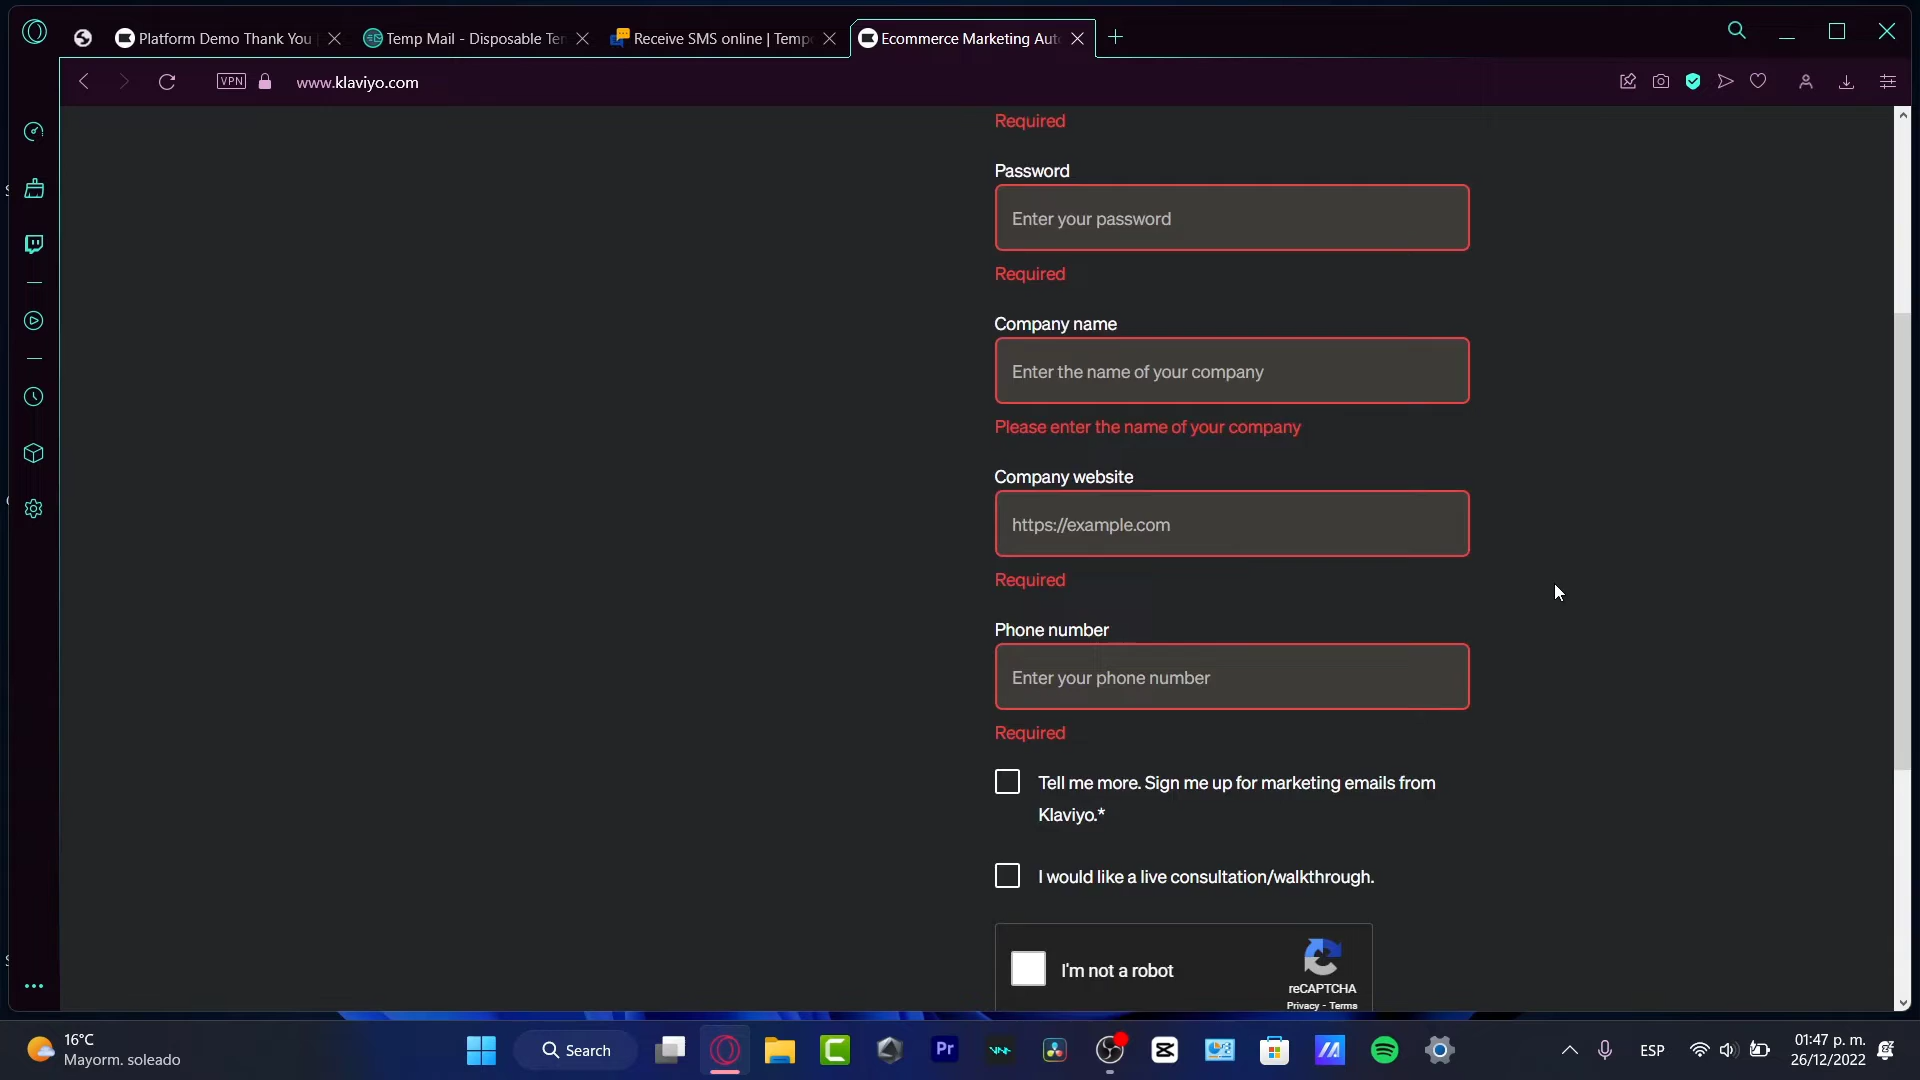 Platform Demo Thank You
Temp Mail - Disposable Te
Receive SMS online | Temp
Ecommerce Marketing Aut
VPN
www.klaviyo.com
Required
Password
Enter your password
Required
Company name
Enter the name of your company
Please enter the name of your company
Company website
https://example.com
Required
Phone number
Enter your phone number
Required
Tell me more. Sign me up for marketing emails from
Klaviyo.*
I would like a live consultation/walkthrough.
I'm not a robot
reCAPTCHA
Privacy - Terms
16°C
Mayorm. soleado
Search
Pr
ESP
01:47 p. m.
26/12/2022